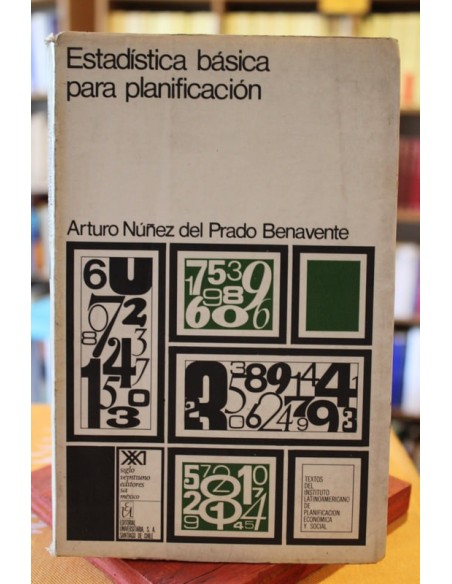 Estadística básica
para planificación
Arturo Núñez del Prado Benavente
XXI
siglo
veintiuno
editores
sa
méxico
EDITORIAL
UNIVERSITARIA, S. A.
SANTIAGO DE CHILE
TEXTOS
DEL
INSTITUTO
LATINOAMERICANO
DE
PLANIFICACION
ECONOMICA
Y SOCIAL